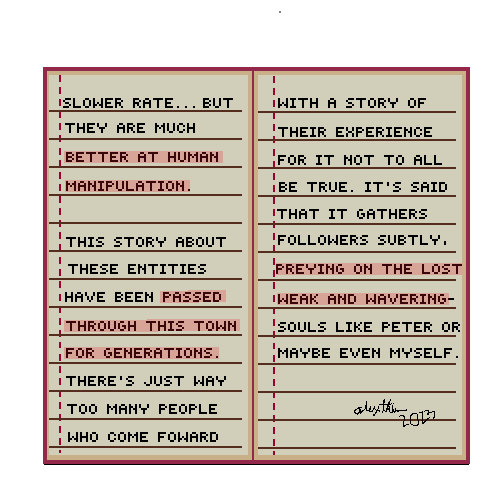 SLOWER RATE... BUT
THEY ARE MUCH
BETTER AT HUMAN
MANIPULATION.
THIS STORY ABOUT
THESE ENTITIES
HAVE BEEN PASSED
THROUGH THIS TOWN
FOR GENERATIONS.
THERE'S JUST WAY
TOO MANY PEOPLE
WHO COME FOWARD
WITH A STORY OF
THEIR EXPERIENCE
FOR IT NOT TO ALL
BE TRUE. IT'S SAID
THAT IT GATHERS
FOLLOWERS SUBTLY.
PREYING ON THE LOST
WEAK AND WAVERING-
SOULS LIKE PETER OR
MAYBE EVEN MYSELF.